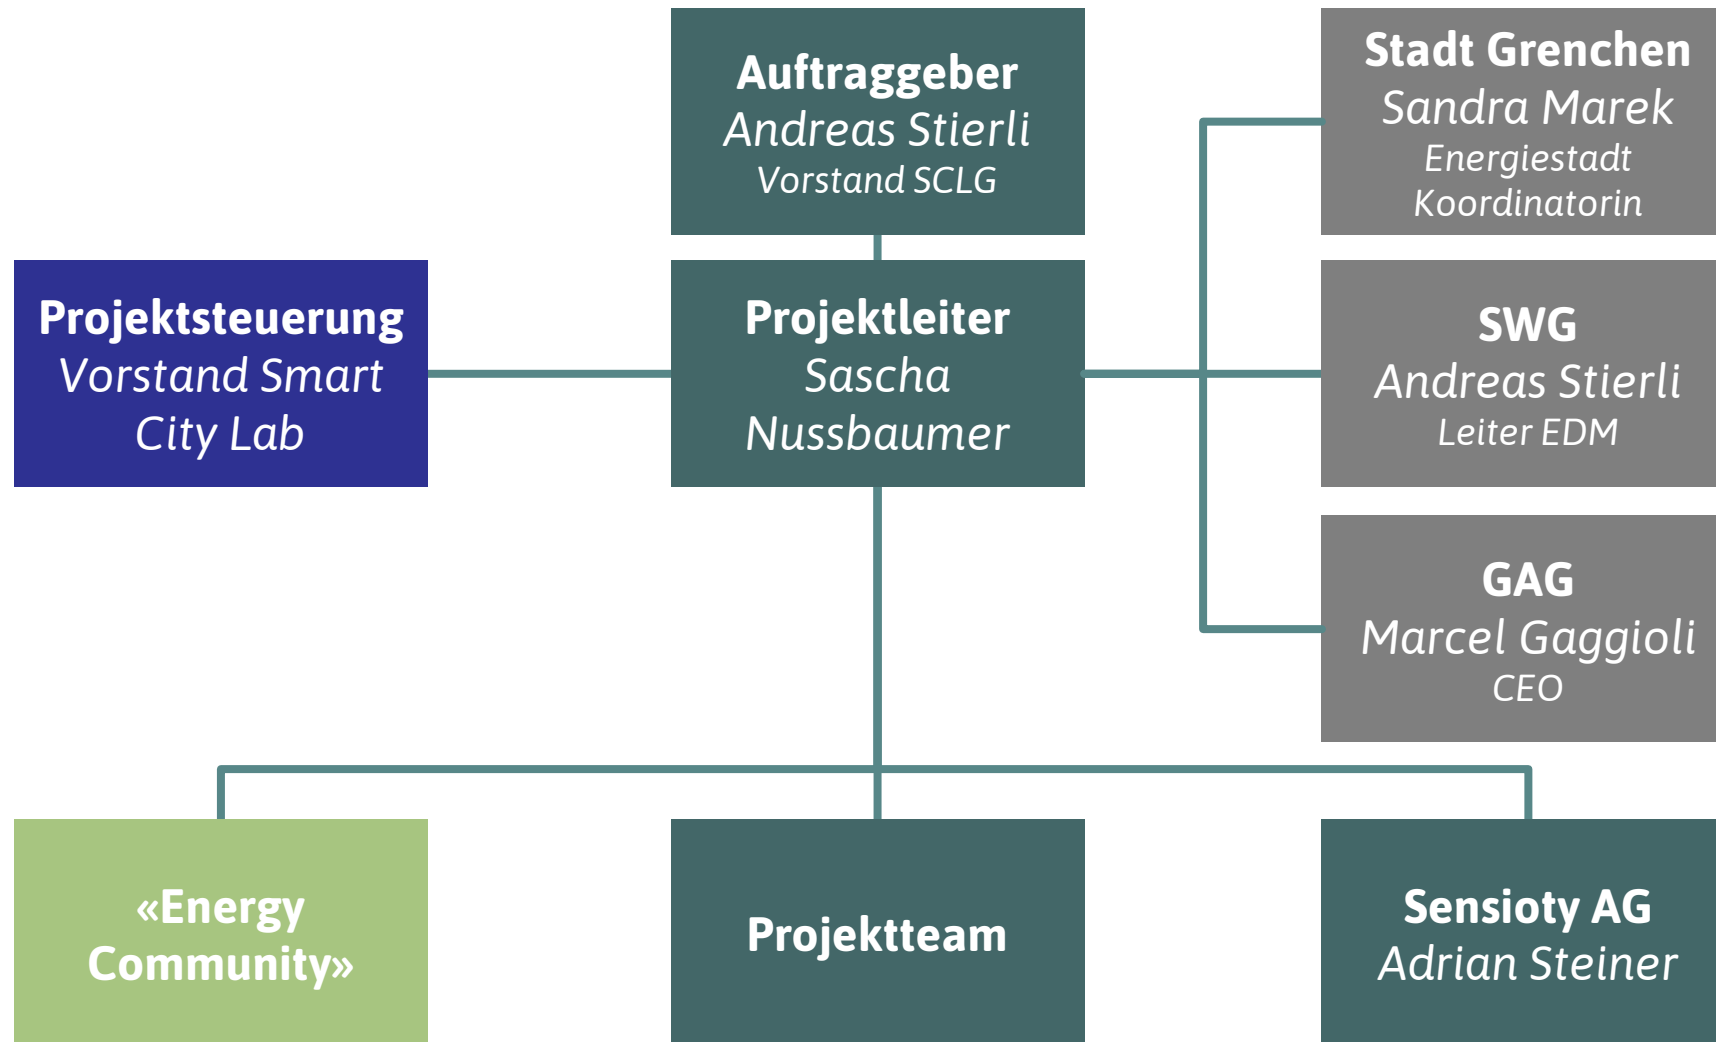 Auftraggeber
Andreas Stierli
Vorstand SCLG
Stadt Grenchen
Sandra Marek
Energiestadt
Koordinatorin
Projektsteuerung
Vorstand Smart
City Lab
Projektleiter
Sascha
Nussbaumer
SWG
Andreas Stierli
Leiter EDM
GAG
Marcel Gaggioli
CEO
«Energy
Community»
Projektteam
Sensioty AG
Adrian Steiner